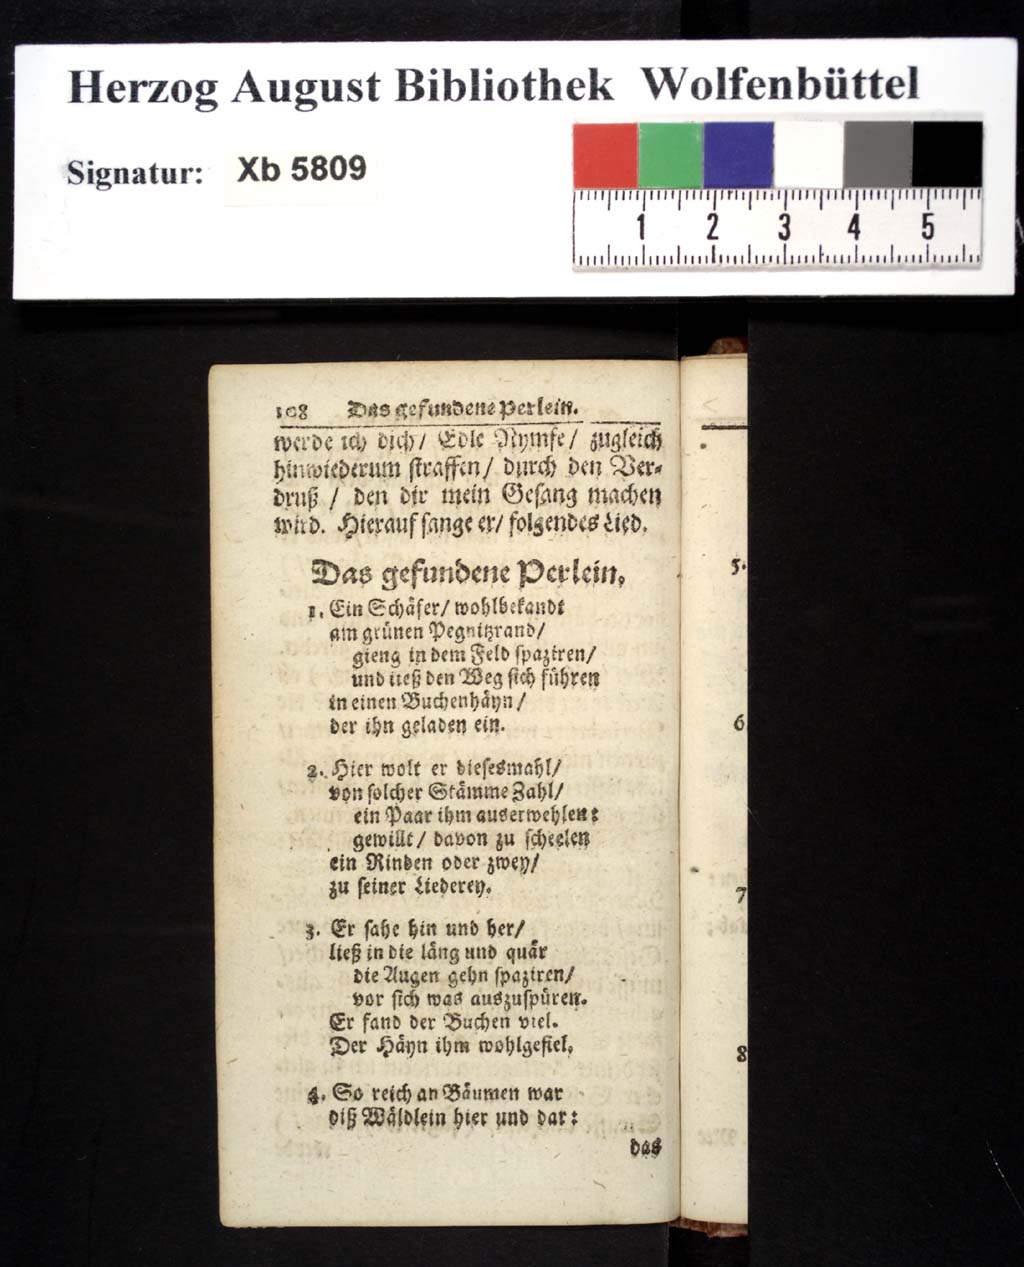 Herzog August Bibliothek Wolfenbüttel
Signatur: Xb 5809
1 2 3 4 5
108 Das gefundene Perlein.
werde ich dich/ Edle Nymfe/ zugleich
hinwiederum straffen/ durch den Ver-
druß / den dir mein Gesang machen
wird. Hierauf sange er/ folgendes Lied.
Das gefundene Perlein.
1. Ein Schäfer/ wohlbekandt
am grünen Pegnitzrand/
gieng in dem Feld spaziren/
und ließ den Weg sich führen
in einen Buchenhäyn/
der ihn geladen ein.
2. Hier wolt er diesesmahl/
von solcher Stämme Zahl/
ein Paar ihm auserwehlen:
gewillt/ davon zu scheelen
ein Rinden oder zwey/
zu seiner Liederey.
3. Er sahe hin und her/
ließ in die läng und quär
die Augen gehn spaziren/
vor sich was auszuspüren.
Er fand der Buchen viel.
Der Häyn ihm wohlgefiel.
4. So reich an Bäumen war
diß Wäldlein hier und dar:
das
5.
6
7
8